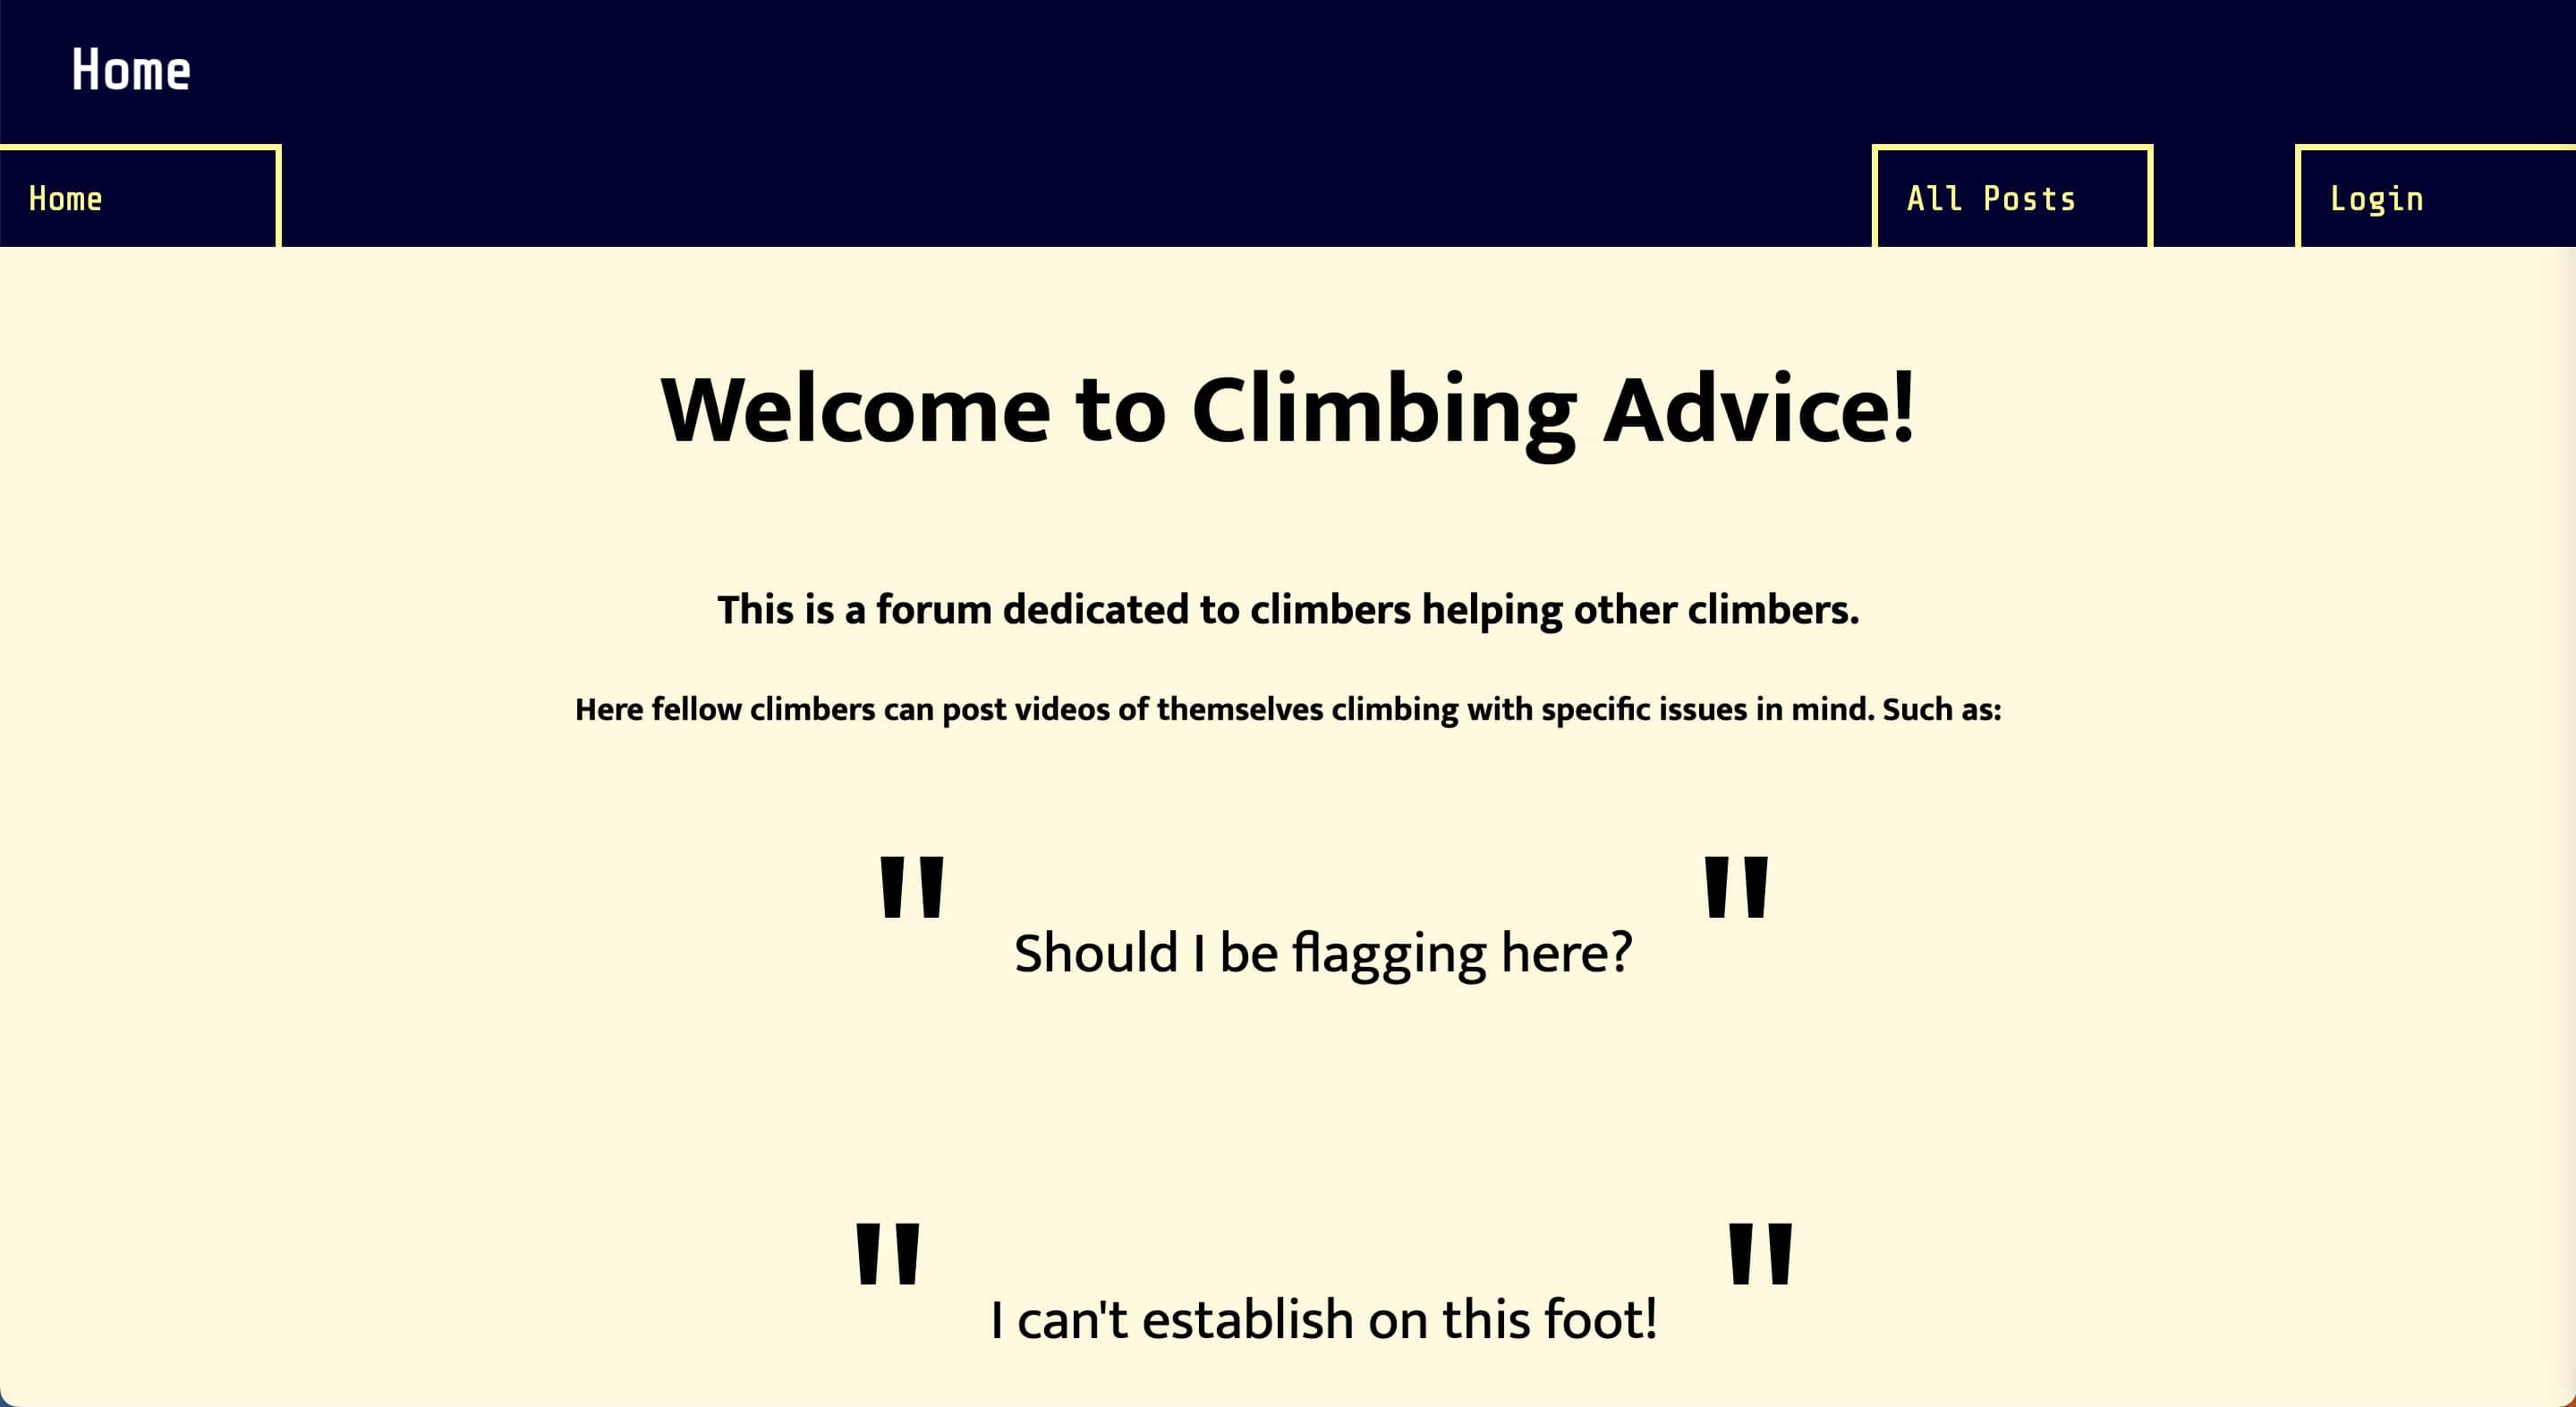 Home
Home
All Posts
Login
Welcome to Climbing Advice!
This is a forum dedicated to climbers helping other climbers.
Here fellow climbers can post videos of themselves climbing with specific issues in mind. Such as:
" Should I be flagging here? "
" I can't establish on this foot! "